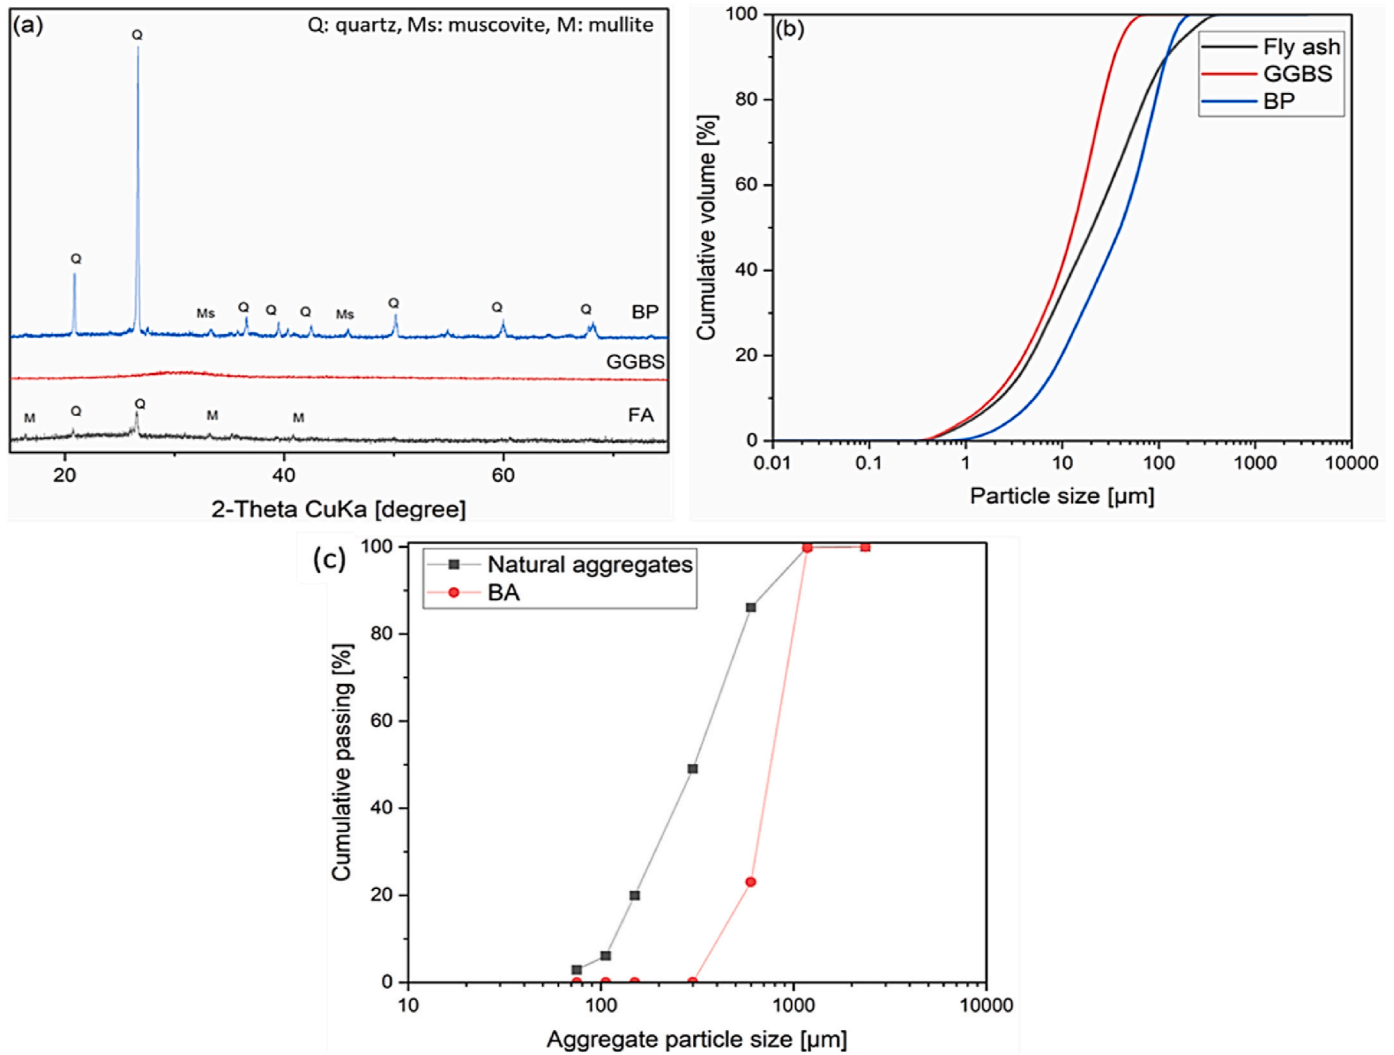 (a)
Q: quartz, Ms: muscovite, M: mullite
Q
Q
Ms
Q
Q
Q
Ms
Q
Q
Q
BP
GGBS
M
Q
Q
M
M
FA
20
40
60
2-Theta CuKa [degree]
(b)
Fly ash
GGBS
BP
Cumulative volume [%]
100
80
60
40
20
0
0.01
0.1
1
10
100
1000
10000
Particle size [µm]
(c)
Natural aggregates
BA
Cumulative passing [%]
100
80
60
40
20
0
10
100
1000
10000
Aggregate particle size [µm]